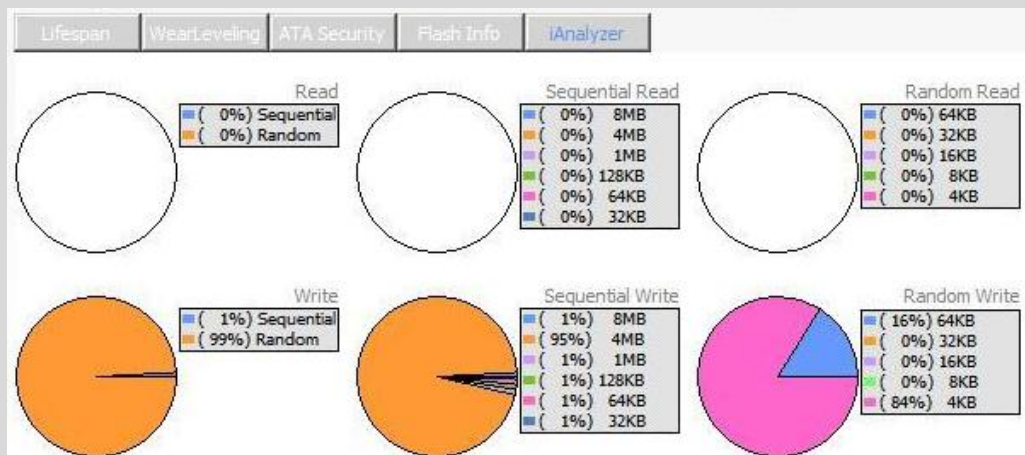 Lifespan WearLeveling ATA Security Flash Info iAnalyzer
Read
( 0%) Sequential
( 0%) Random
Sequential Read
( 0%) 8MB
( 0%) 4MB
( 0%) 1MB
( 0%) 128KB
( 0%) 64KB
( 0%) 32KB
Random Read
( 0%) 64KB
( 0%) 32KB
( 0%) 16KB
( 0%) 8KB
( 0%) 4KB
Write
( 1%) Sequential
( 99%) Random
Sequential Write
( 1%) 8MB
( 95%) 4MB
( 1%) 1MB
( 1%) 128KB
( 1%) 64KB
( 1%) 32KB
Random Write
( 16%) 64KB
( 0%) 32KB
( 0%) 16KB
( 0%) 8KB
( 84%) 4KB